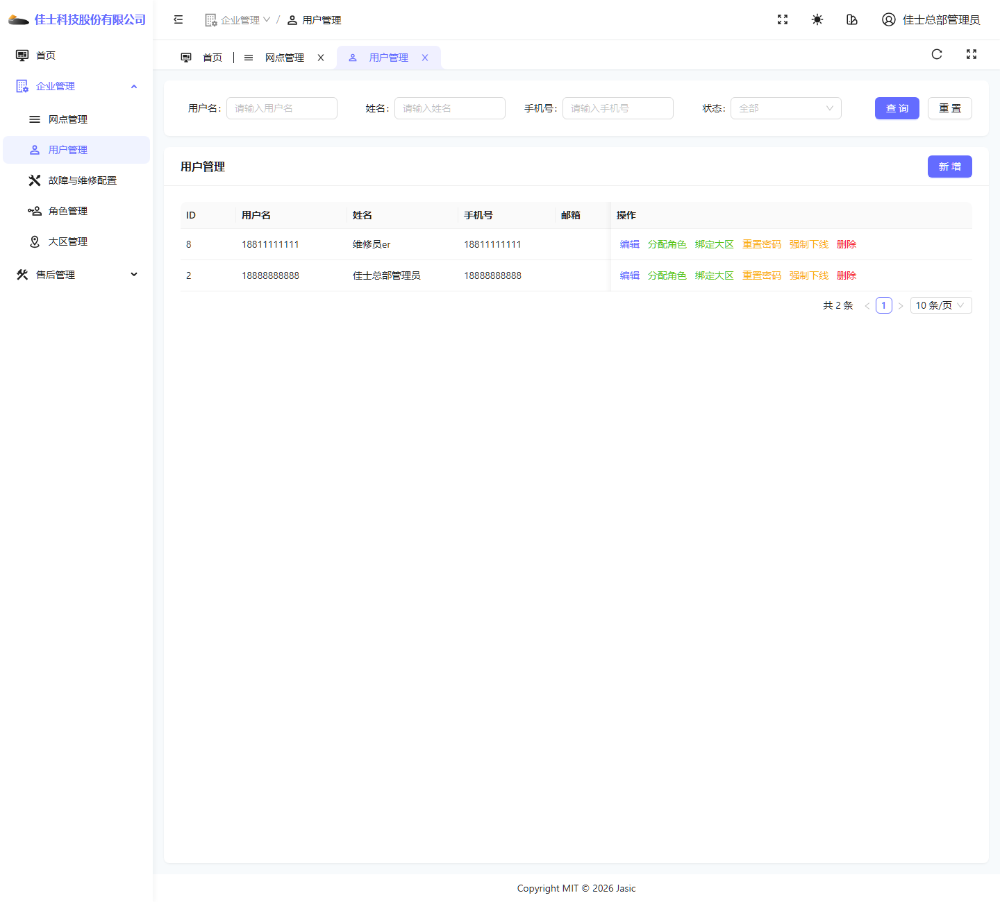 佳士科技股份有限公司
首页
企业管理
网点管理
用户管理
故障与维修配置
角色管理
大区管理
售后管理
企业管理 / 用户管理
佳士总部管理员
首页 网点管理 用户管理
用户名: 请输入用户名 姓名: 请输入姓名 手机号: 请输入手机号 状态: 全部 查 询 重 置
用户管理 新 增
ID 用户名 姓名 手机号 邮箱 操作
8 18811111111 维修员er 18811111111 编辑 分配角色 绑定大区 重置密码 强制下线 删除
2 18888888888 佳士总部管理员 18888888888 编辑 分配角色 绑定大区 重置密码 强制下线 删除
共 2 条 < 1 > 10 条/页
Copyright MIT © 2026 Jasic